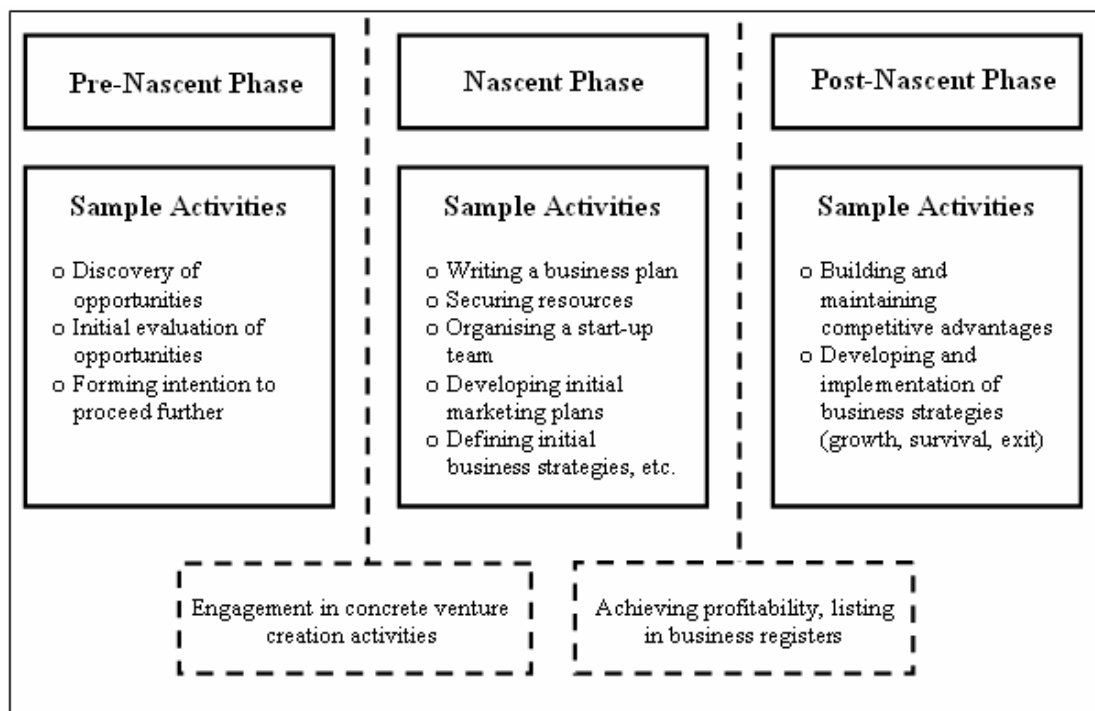 Pre-Nascent Phase
Nascent Phase
Post-Nascent Phase
Sample Activities
o Discovery of
opportunities
o Initial evaluation of
opportunities
o Forming intention to
proceed further
Sample Activities
o Writing a business plan
o Securing resources
o Organising a start-up
team
o Developing initial
marketing plans
o Defining initial
business strategies, etc.
Sample Activities
o Building and
maintaining
competitive advantages
o Developing and
implementation of
business strategies
(growth, survival, exit)
Engagement in concrete venture
creation activities
Achieving profitability, listing
in business registers